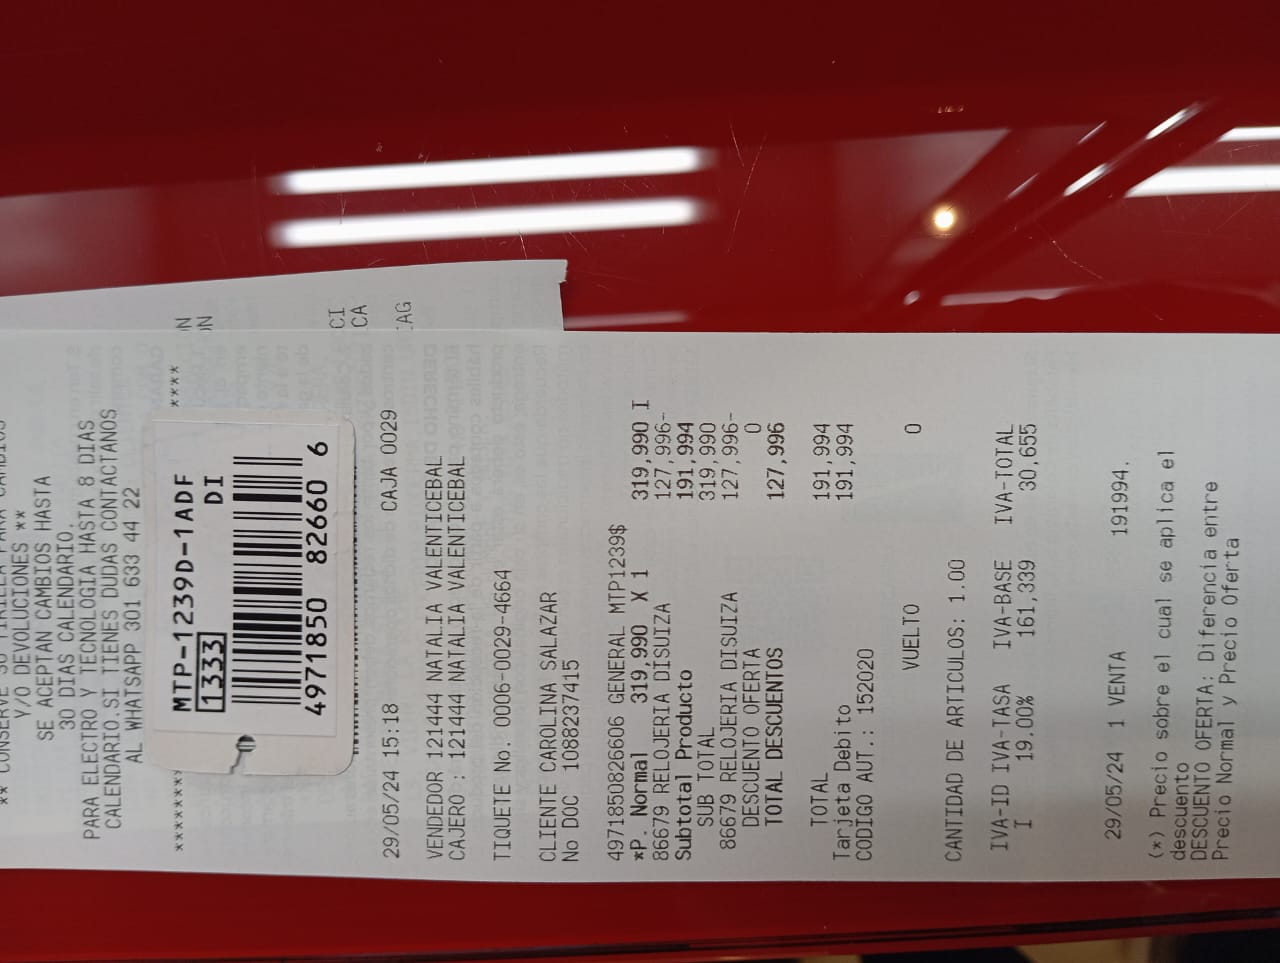 Y/O DEVOLUCIONES **
SE ACEPTAN CAMBIOS HASTA
30 DIAS CALENDARIO.
PARA ELECTRO Y TECNOLOGIA HASTA 8 DIAS
CALENDARIO.SI TIENES DUDAS CONTACTANOS
AL WHATSAPP 301 633 44 22
MTP-1239D-1ADF
1333 DI
4971850 82660 6
CI
CA
AG
29/05/24 15:18 CAJA 0029
VENDEDOR 121444 NATALIA VALENTICEBAL
CAJERO : 121444 NATALIA VALENTICEBAL
TIQUETE No. 0006-0029-4664
CLIENTE CAROLINA SALAZAR
No DOC 1088237415
4971850826606 GENERAL MTP1239$
*P. Normal 319,990 X 1 319,990 I
86679 RELOJERIA DISUIZA 127,996-
Subtotal Producto 191,994
SUB TOTAL 319,990
86679 RELOJERIA DISUIZA 127,996-
DESCUENTO OFERTA 0
TOTAL DESCUENTOS 127,996
TOTAL 191,994
Tarjeta Debito 191,994
CODIGO AUT.: 152020
VUELTO 0
CANTIDAD DE ARTICULOS: 1.00
IVA-ID IVA-TASA IVA-BASE IVA-TOTAL
I 19.00% 161,339 30,655
29/05/24 1 VENTA 191994.
(*) Precio sobre el cual se aplica el
descuento
DESCUENTO OFERTA: Diferencia entre
Precio Normal y Precio Oferta